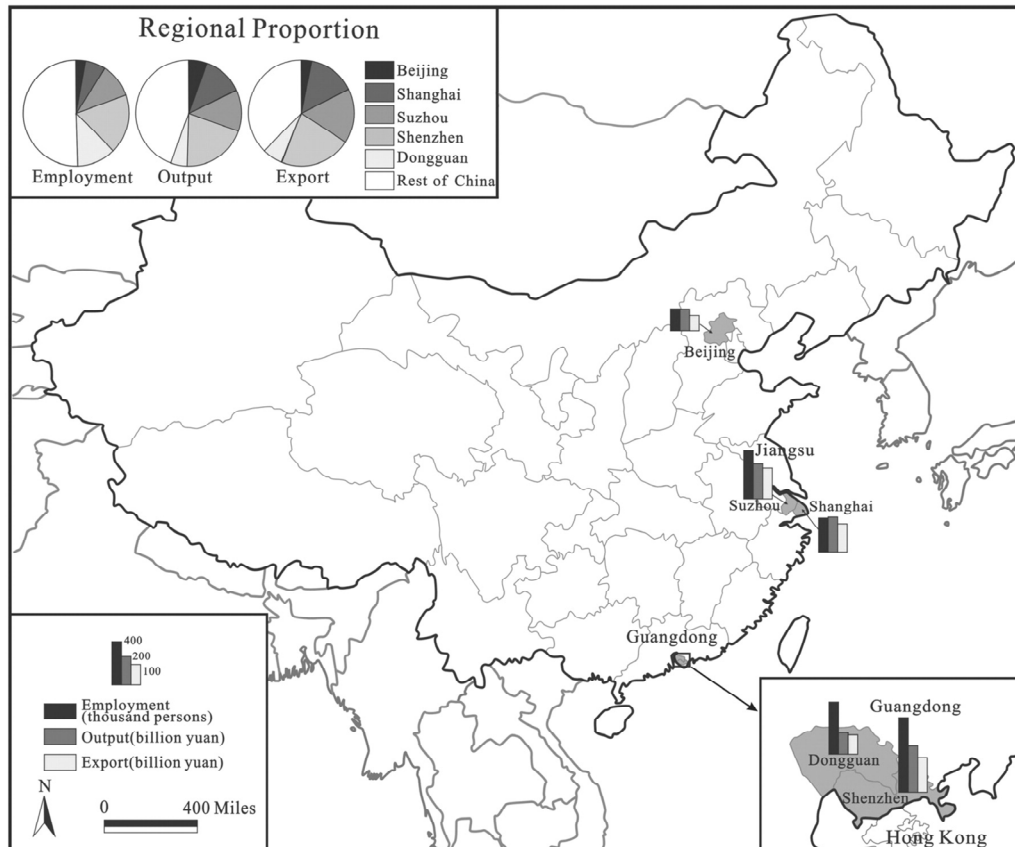 Regional Proportion
Employment
Output
Export
Beijing
Shanghai
Suzhou
Shenzhen
Dongguan
Rest of China
Beijing
Jiangsu
Suzhou
Shanghai
Guangdong
400
200
100
Employment
(thousand persons)
Output(billion yuan)
Export(billion yuan)
N
0
400 Miles
Guangdong
Dongguan
Shenzhen
Hong Kong